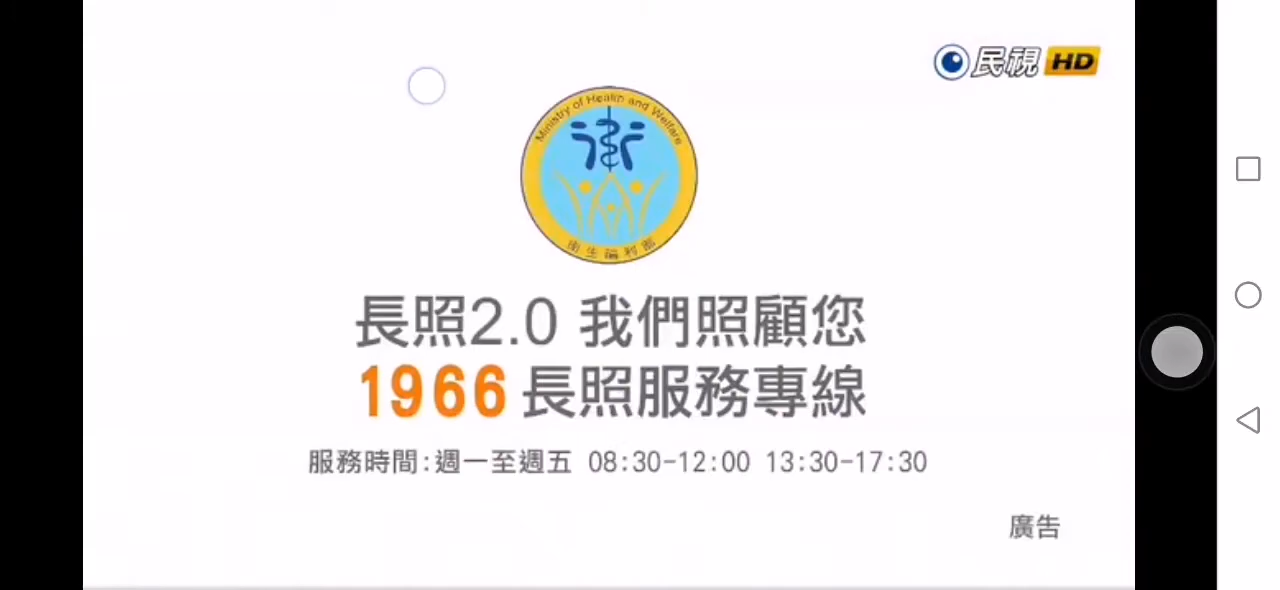 民視 HD
Ministry of Health and Welfare
衛生福利部
長照2.0 我們照顧您
1966 長照服務專線
服務時間:週一至週五 08:30-12:00 13:30-17:30
廣告